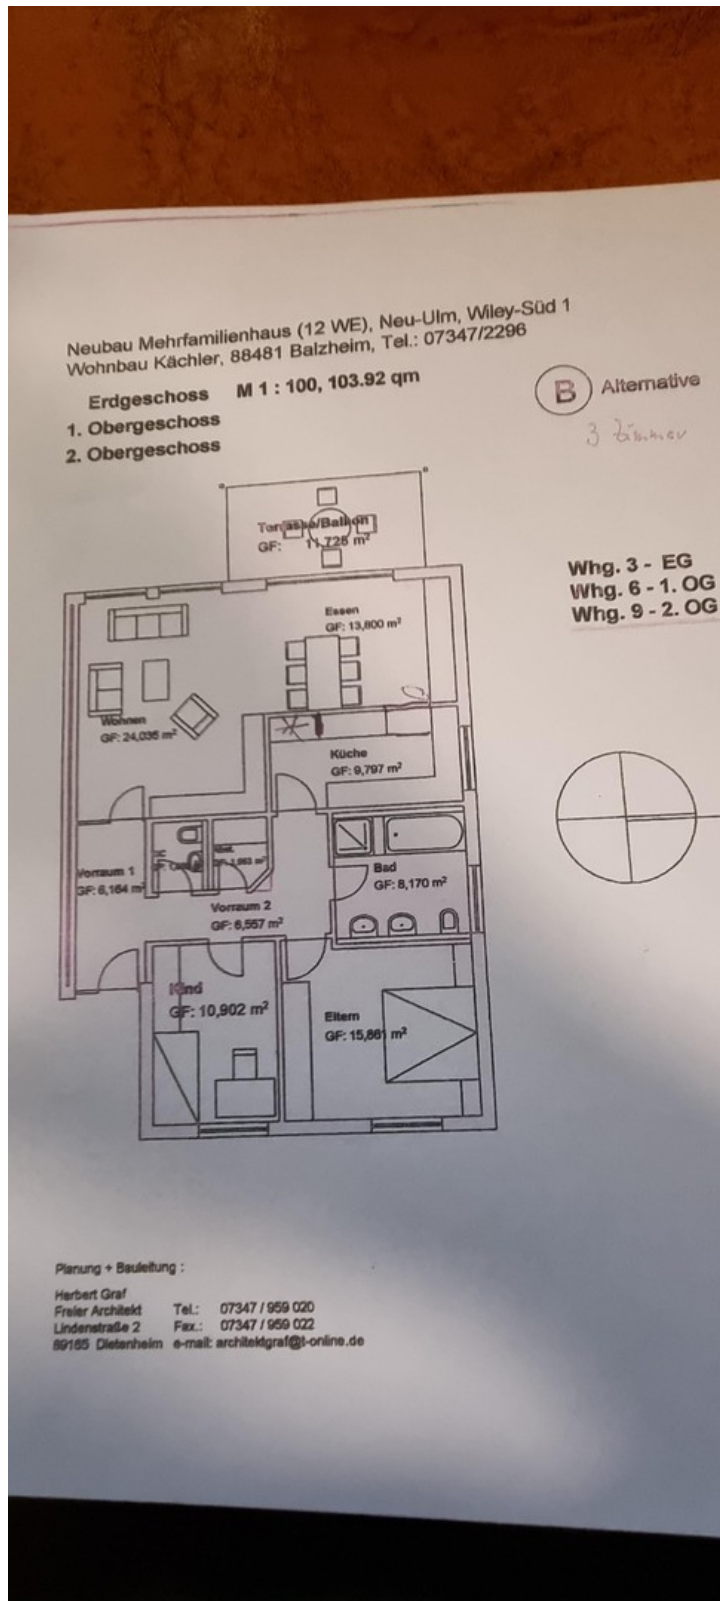 Neubau Mehrfamilienhaus (12 WE), Neu-Ulm, Wiley-Süd 1
Wohnbau Kächler, 88481 Balzheim, Tel.: 07347/2296
Erdgeschoss M 1 : 100, 103.92 qm
1. Obergeschoss
2. Obergeschoss
B Alternative
3 Zimmer
Terrasse/Balkon
GF: 11,725 m²
Whg. 3 - EG
Whg. 6 - 1. OG
Whg. 9 - 2. OG
Essen
GF: 13,800 m²
Wohnen
GF: 24,036 m²
Küche
GF: 9,797 m²
Vorraum 1
GF: 6,164 m²
Bad
GF: 8,170 m²
Vorraum 2
GF: 6,557 m²
Kind
GF: 10,902 m²
Eltern
GF: 15,861 m²
Planung + Bauleitung :
Herbert Graf
Freier Architekt Tel.: 07347 / 959 020
Lindenstraße 2 Fax.: 07347 / 959 022
89165 Dietenheim e-mail: architektgraf@t-online.de